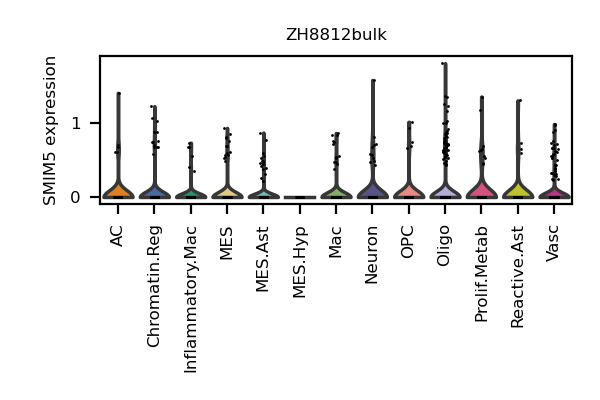 ZH8812bulk
SMIM5 expression
1
0
AC
Chromatin.Reg
Inflammatory.Mac
MES
MES.Ast
MES.Hyp
Mac
Neuron
OPC
Oligo
Prolif.Metab
Reactive.Ast
Vasc